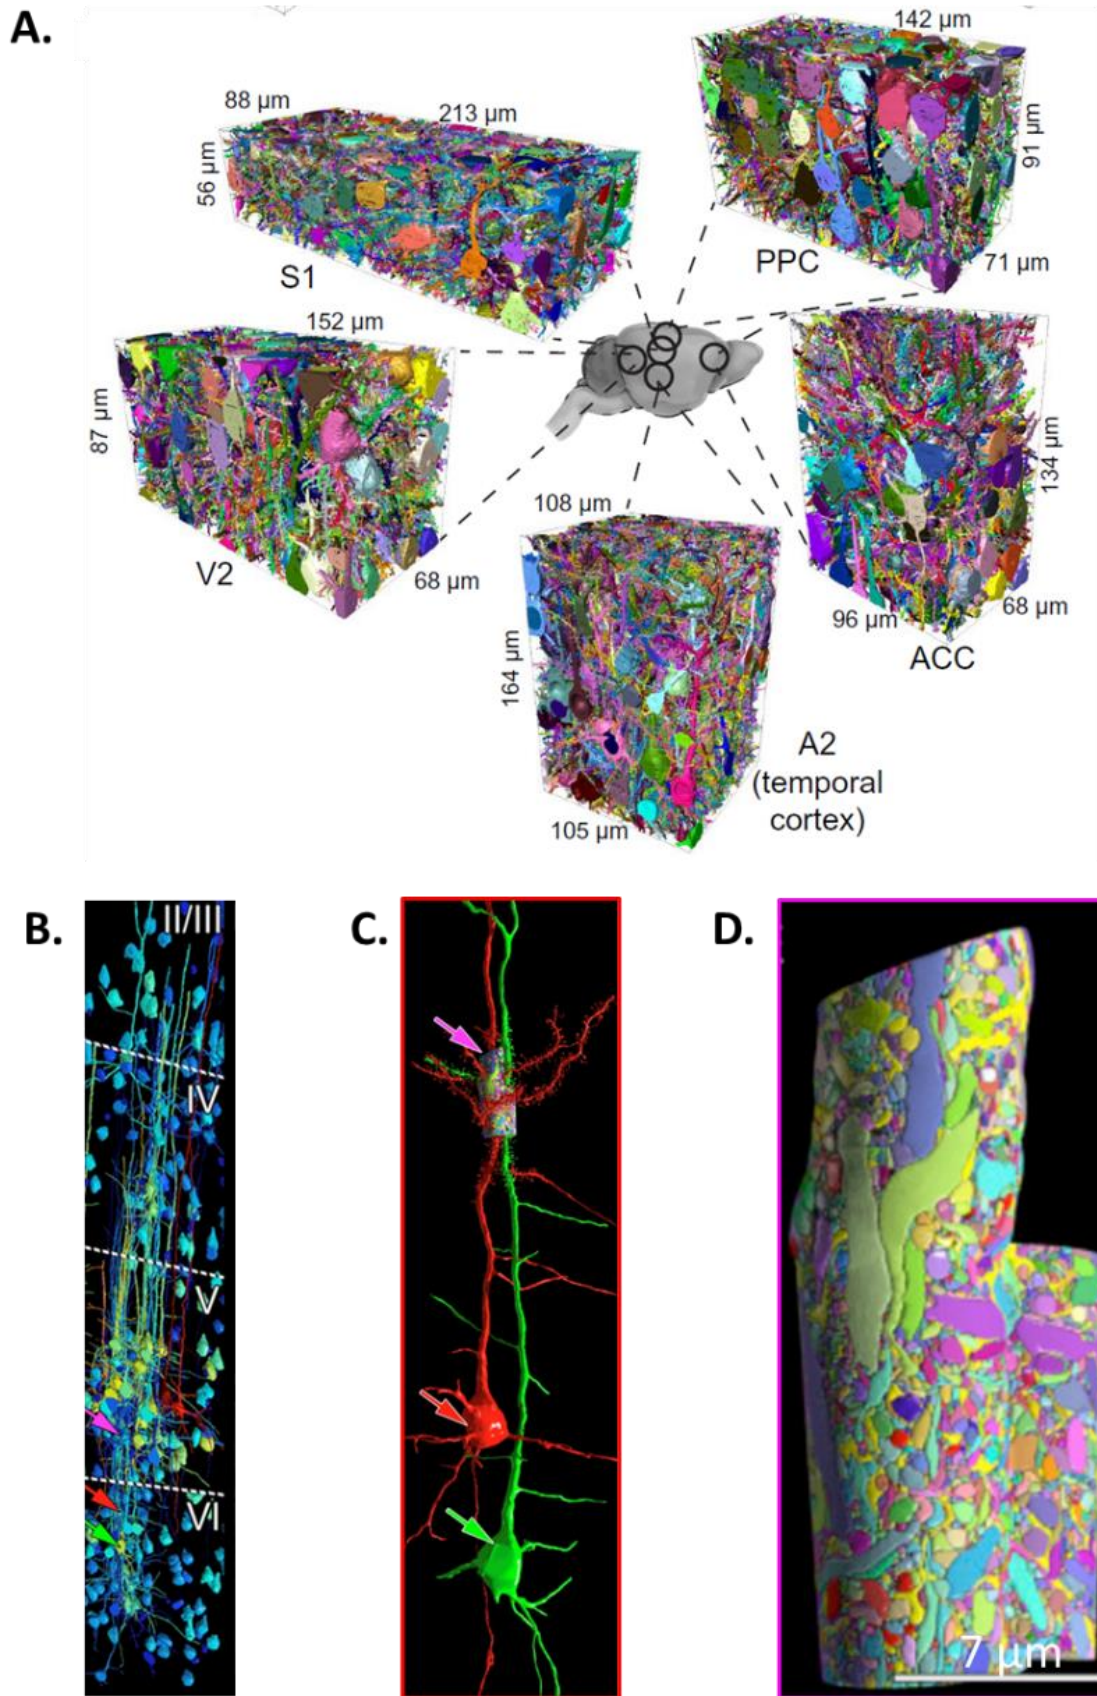 A.
142 µm
88 µm
213 µm
56 µm
91 µm
S1
PPC
71 µm
152 µm
87 µm
134 µm
V2
108 µm
68 µm
96 µm
68 µm
ACC
164 µm
A2
(temporal
cortex)
105 µm
B.
II/III
IV
V
VI
C.
D.
7 µm